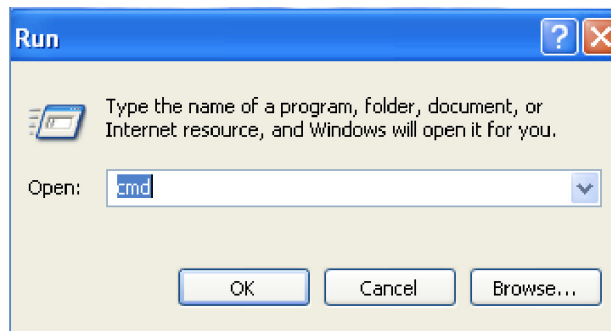 Run
Type the name of a program, folder, document, or
Internet resource, and Windows will open it for you.
Open: cmd
OK Cancel Browse...